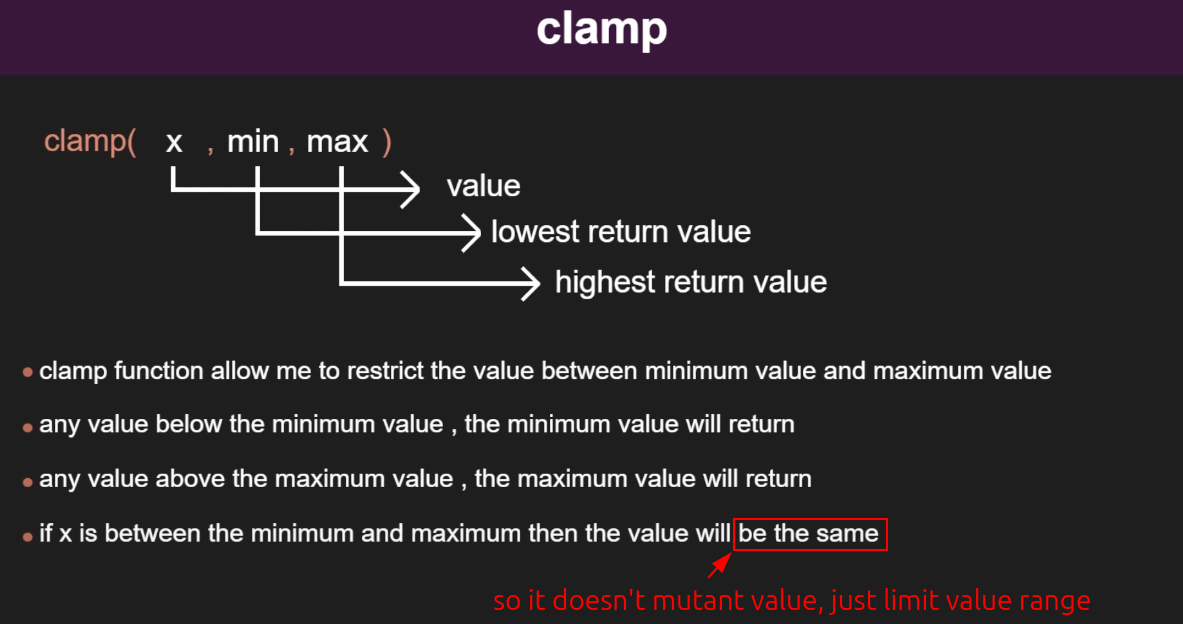 clamp
clamp( x , min , max )
value
lowest return value
highest return value
clamp function allow me to restrict the value between minimum value and maximum value
any value below the minimum value , the minimum value will return
any value above the maximum value , the maximum value will return
if x is between the minimum and maximum then the value will be the same
so it doesn't mutant value, just limit value range